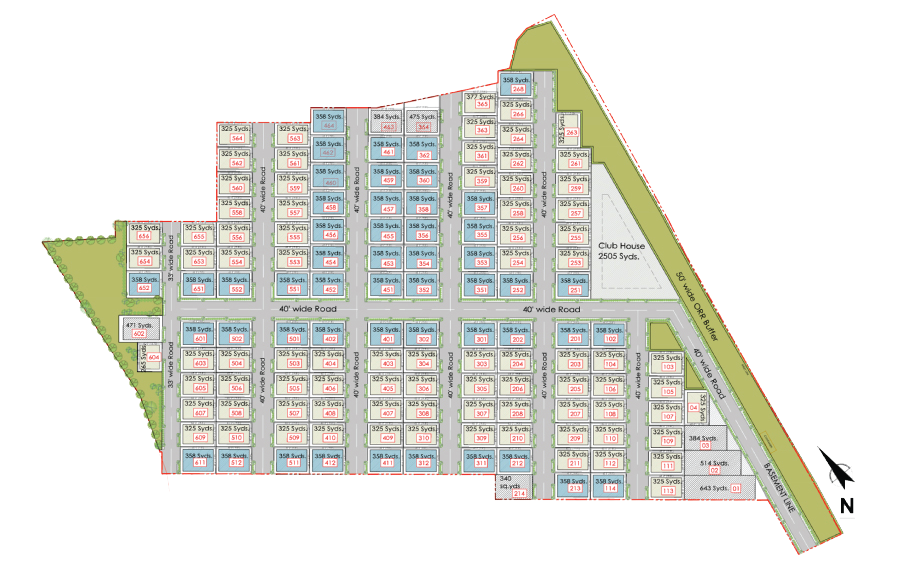 325 Syds.
656
325 Syds.
654
358 Syds.
652
33' wide Road
325 Syds.
655
325 Syds.
653
358 Syds.
651
325 Syds.
564
325 Syds.
562
325 Syds.
560
325 Syds.
558
325 Syds.
556
325 Syds.
554
358 Syds.
552
40' wide Road
325 Syds.
563
325 Syds.
561
325 Syds.
559
325 Syds.
557
325 Syds.
555
325 Syds.
553
358 Syds.
551
358 Syds.
464
358 Syds.
462
358 Syds.
460
358 Syds.
458
358 Syds.
456
358 Syds.
454
358 Syds.
452
40' wide Road
384 Syds.
463
358 Syds.
461
358 Syds.
459
358 Syds.
457
358 Syds.
455
358 Syds.
453
358 Syds.
451
475 Syds.
358 Syds.
362
358 Syds.
360
358 Syds.
358
358 Syds.
356
358 Syds.
354
358 Syds.
352
40' wide Road
377 Syds.
365
325 Syds.
363
325 Syds.
361
325 Syds.
359
358 Syds.
357
358 Syds.
355
358 Syds.
353
358 Syds.
351
358 Syds.
268
325 Syds.
266
325 Syds.
264
325 Syds.
262
325 Syds.
260
325 Syds.
258
325 Syds.
256
325 Syds.
254
358 Syds.
252
40' wide Road
325 Syds.
263
325 Syds.
261
325 Syds.
259
325 Syds.
257
325 Syds.
255
325 Syds.
253
358 Syds.
251
Club House
2505 Syds.
50' wide ORR Buffer
40' wide Road
40' wide Road
471 Syds.
602
265 Syds.
604
33' wide Road
358 Syds.
601
325 Syds.
603
325 Syds.
605
325 Syds.
607
325 Syds.
609
358 Syds.
611
358 Syds.
502
325 Syds.
504
325 Syds.
506
325 Syds.
508
325 Syds.
510
358 Syds.
512
40' wide Road
358 Syds.
501
325 Syds.
503
325 Syds.
505
325 Syds.
507
325 Syds.
509
358 Syds.
511
358 Syds.
402
325 Syds.
404
325 Syds.
406
325 Syds.
408
325 Syds.
410
358 Syds.
412
40' wide Road
358 Syds.
401
325 Syds.
403
325 Syds.
405
325 Syds.
407
325 Syds.
409
358 Syds.
411
358 Syds.
302
325 Syds.
304
325 Syds.
306
325 Syds.
308
325 Syds.
310
358 Syds.
312
40' wide Road
358 Syds.
301
325 Syds.
303
325 Syds.
305
325 Syds.
307
325 Syds.
309
358 Syds.
311
358 Syds.
202
325 Syds.
204
325 Syds.
206
325 Syds.
208
325 Syds.
210
358 Syds.
212
340
sq.yds
214
40' wide Road
358 Syds.
201
325 Syds.
203
325 Syds.
205
325 Syds.
207
325 Syds.
209
325 Syds.
211
358 Syds.
213
358 Syds.
102
325 Syds.
104
325 Syds.
106
325 Syds.
108
325 Syds.
110
325 Syds.
112
358 Syds.
114
40' wide Road
325 Syds.
103
325 Syds.
105
325 Syds.
107
325 Syds.
109
325 Syds.
111
325 Syds.
113
325 Syds.
04
384 Syds.
03
514 Syds.
02
643 Syds.
01
40' wide Road
BASEMENT LINE
N